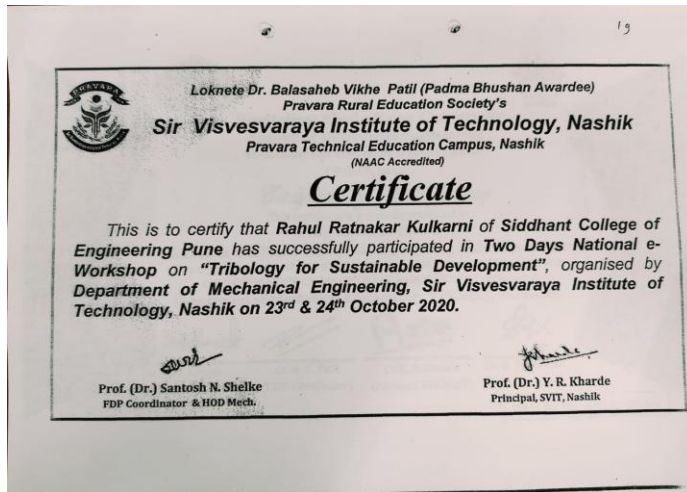 19
PRAVARA
Loknete Dr. Balasaheb Vikhe Patil (Padma Bhushan Awardee)
Pravara Rural Education Society's
Sir Visvesvaraya Institute of Technology, Nashik
Pravara Technical Education Campus, Nashik
(NAAC Accredited)
Certificate
This is to certify that Rahul Ratnakar Kulkarni of Siddhant College of
Engineering Pune has successfully participated in Two Days National e-
Workshop on “Tribology for Sustainable Development”, organised by
Department of Mechanical Engineering, Sir Visvesvaraya Institute of
Technology, Nashik on 23rd & 24th October 2020.
Prof. (Dr.) Santosh N. Shelke
FDP Coordinator & HOD Mech.
Prof. (Dr.) Y. R. Kharde
Principal, SVIT, Nashik